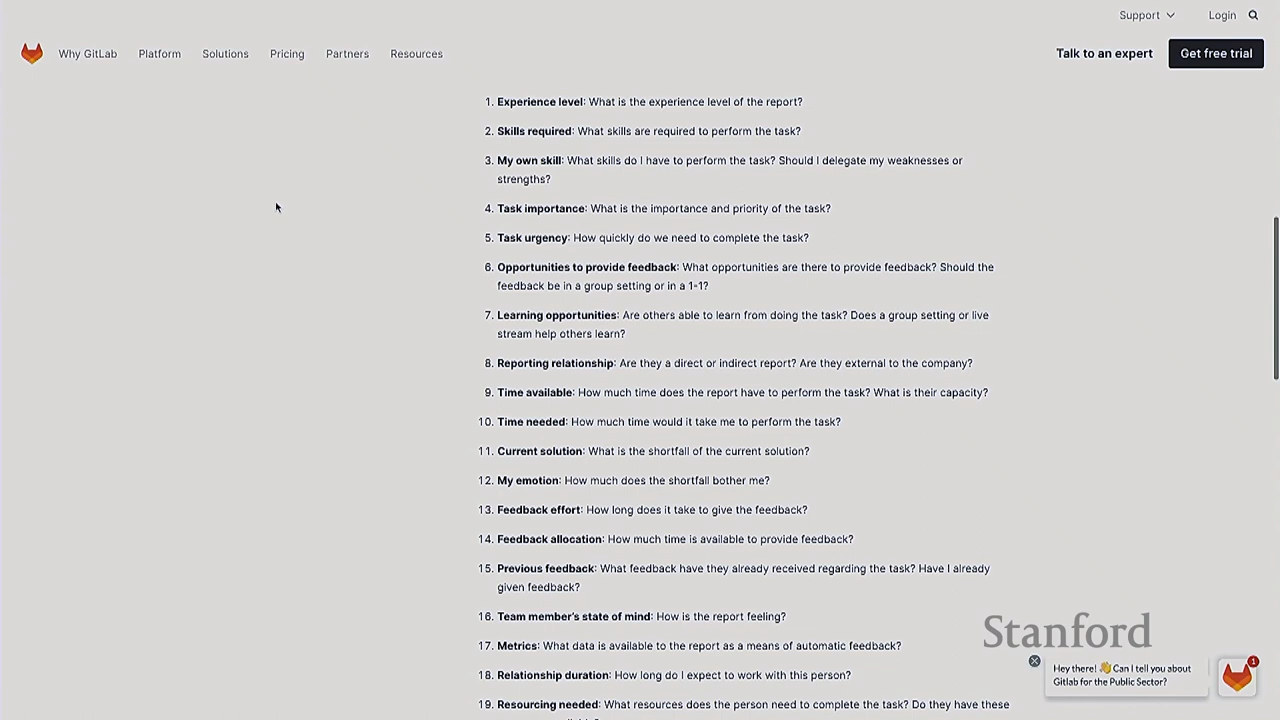 Support
Login
Why GitLab
Platform
Solutions
Pricing
Partners
Resources
Talk to an expert
Get free trial
1. Experience level: What is the experience level of the report?
2. Skills required: What skills are required to perform the task?
3. My own skill: What skills do I have to perform the task? Should I delegate my weaknesses or
strengths?
4. Task importance: What is the importance and priority of the task?
5. Task urgency: How quickly do we need to complete the task?
6. Opportunities to provide feedback: What opportunities are there to provide feedback? Should the
feedback be in a group setting or in a 1-1?
7. Learning opportunities: Are others able to learn from doing the task? Does a group setting or live
stream help others learn?
8. Reporting relationship: Are they a direct or indirect report? Are they external to the company?
9. Time available: How much time does the report have to perform the task? What is their capacity?
10. Time needed: How much time would it take me to perform the task?
11. Current solution: What is the shortfall of the current solution?
12. My emotion: How much does the shortfall bother me?
13. Feedback effort: How long does it take to give the feedback?
14. Feedback allocation: How much time is available to provide feedback?
15. Previous feedback: What feedback have they already received regarding the task? Have I already
given feedback?
16. Team member's state of mind: How is the report feeling?
17. Metrics: What data is available to the report as a means of automatic feedback?
18. Relationship duration: How long do I expect to work with this person?
19. Resourcing needed: What resources does the person need to complete the task? Do they have these
Stanford
Hey there! 👋 Can I tell you about
Gitlab for the Public Sector?
1